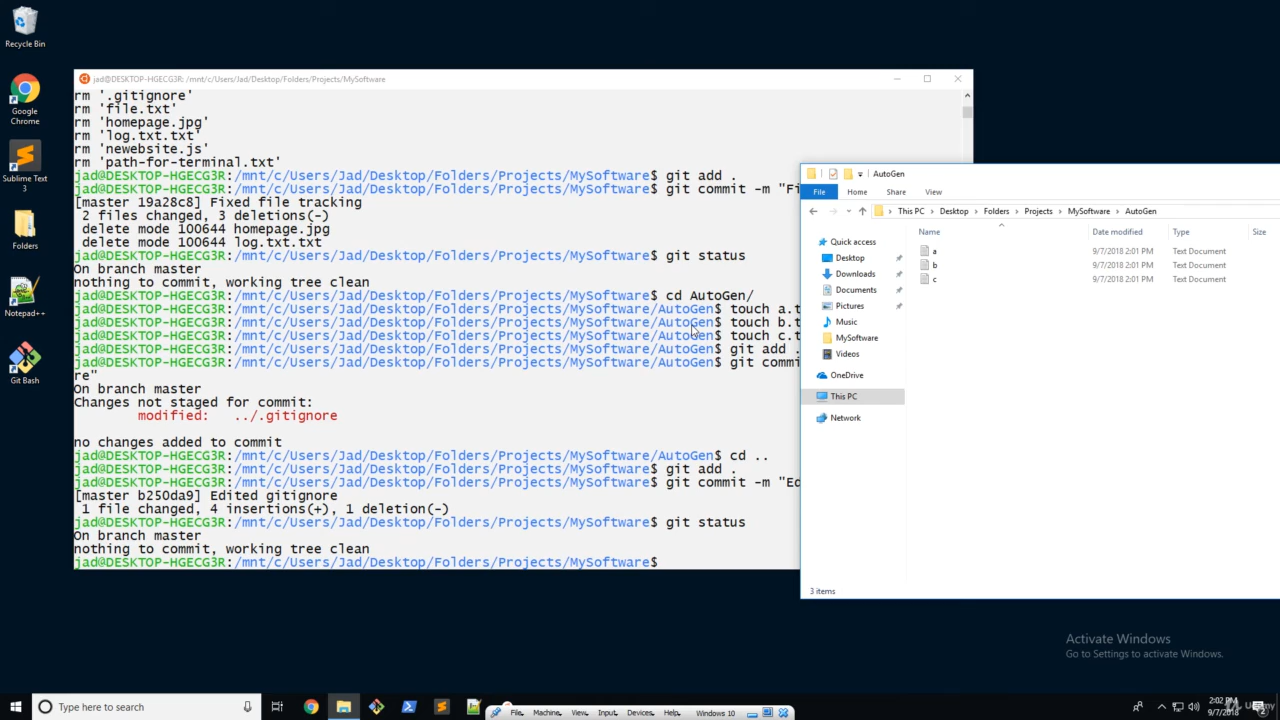 Recycle Bin
Google
Chrome
Sublime Text
3
Folders
Notepad++
Git Bash
jad@DESKTOP-HGECG3R: /mnt/c/Users/Jad/Desktop/Folders/Projects/MySoftware
rm '.gitignore'
rm 'file.txt'
rm 'homepage.jpg'
rm 'log.txt.txt'
rm 'newebsite.js'
rm 'path-for-terminal.txt'
jad@DESKTOP-HGECG3R:/mnt/c/Users/Jad/Desktop/Folders/Projects/MySoftware$ git add .
jad@DESKTOP-HGECG3R:/mnt/c/Users/Jad/Desktop/Folders/Projects/MySoftware$ git commit -m "Fi
[master 19a28c8] Fixed file tracking
2 files changed, 3 deletions(-)
delete mode 100644 homepage.jpg
delete mode 100644 log.txt.txt
jad@DESKTOP-HGECG3R:/mnt/c/Users/Jad/Desktop/Folders/Projects/MySoftware$ git status
On branch master
nothing to commit, working tree clean
jad@DESKTOP-HGECG3R:/mnt/c/Users/Jad/Desktop/Folders/Projects/MySoftware$ cd AutoGen/
jad@DESKTOP-HGECG3R:/mnt/c/Users/Jad/Desktop/Folders/Projects/MySoftware/AutoGen$ touch a.t
jad@DESKTOP-HGECG3R:/mnt/c/Users/Jad/Desktop/Folders/Projects/MySoftware/AutoGen$ touch b.t
jad@DESKTOP-HGECG3R:/mnt/c/Users/Jad/Desktop/Folders/Projects/MySoftware/AutoGen$ touch c.t
jad@DESKTOP-HGECG3R:/mnt/c/Users/Jad/Desktop/Folders/Projects/MySoftware/AutoGen$ git add .
jad@DESKTOP-HGECG3R:/mnt/c/Users/Jad/Desktop/Folders/Projects/MySoftware/AutoGen$ git comm
re"
On branch master
Changes not staged for commit:
modified: ../.gitignore
no changes added to commit
jad@DESKTOP-HGECG3R:/mnt/c/Users/Jad/Desktop/Folders/Projects/MySoftware/AutoGen$ cd ..
jad@DESKTOP-HGECG3R:/mnt/c/Users/Jad/Desktop/Folders/Projects/MySoftware$ git add .
jad@DESKTOP-HGECG3R:/mnt/c/Users/Jad/Desktop/Folders/Projects/MySoftware$ git commit -m "Ed
[master b250da9] Edited gitignore
1 file changed, 4 insertions(+), 1 deletion(-)
jad@DESKTOP-HGECG3R:/mnt/c/Users/Jad/Desktop/Folders/Projects/MySoftware$ git status
On branch master
nothing to commit, working tree clean
jad@DESKTOP-HGECG3R:/mnt/c/Users/Jad/Desktop/Folders/Projects/MySoftware$
AutoGen
File Home Share View
This PC Desktop Folders Projects MySoftware AutoGen
Name Date modified Type Size
a 9/7/2018 2:01 PM Text Document
b 9/7/2018 2:01 PM Text Document
c 9/7/2018 2:01 PM Text Document
Quick access
Desktop
Downloads
Documents
Pictures
Music
MySoftware
Videos
OneDrive
This PC
Network
3 items
Activate Windows
Go to Settings to activate Windows.
Type here to search
File Machine View Input Devices Help Windows 10
2:02 PM
9/7/2018
Udemy
2